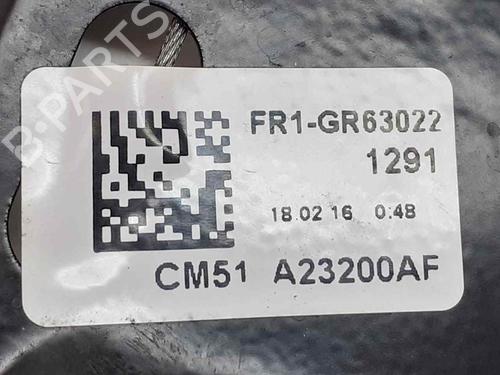 B-PARTS
FR1-GR63022
1291
18.02 16 0:48
CM51 A23200AF